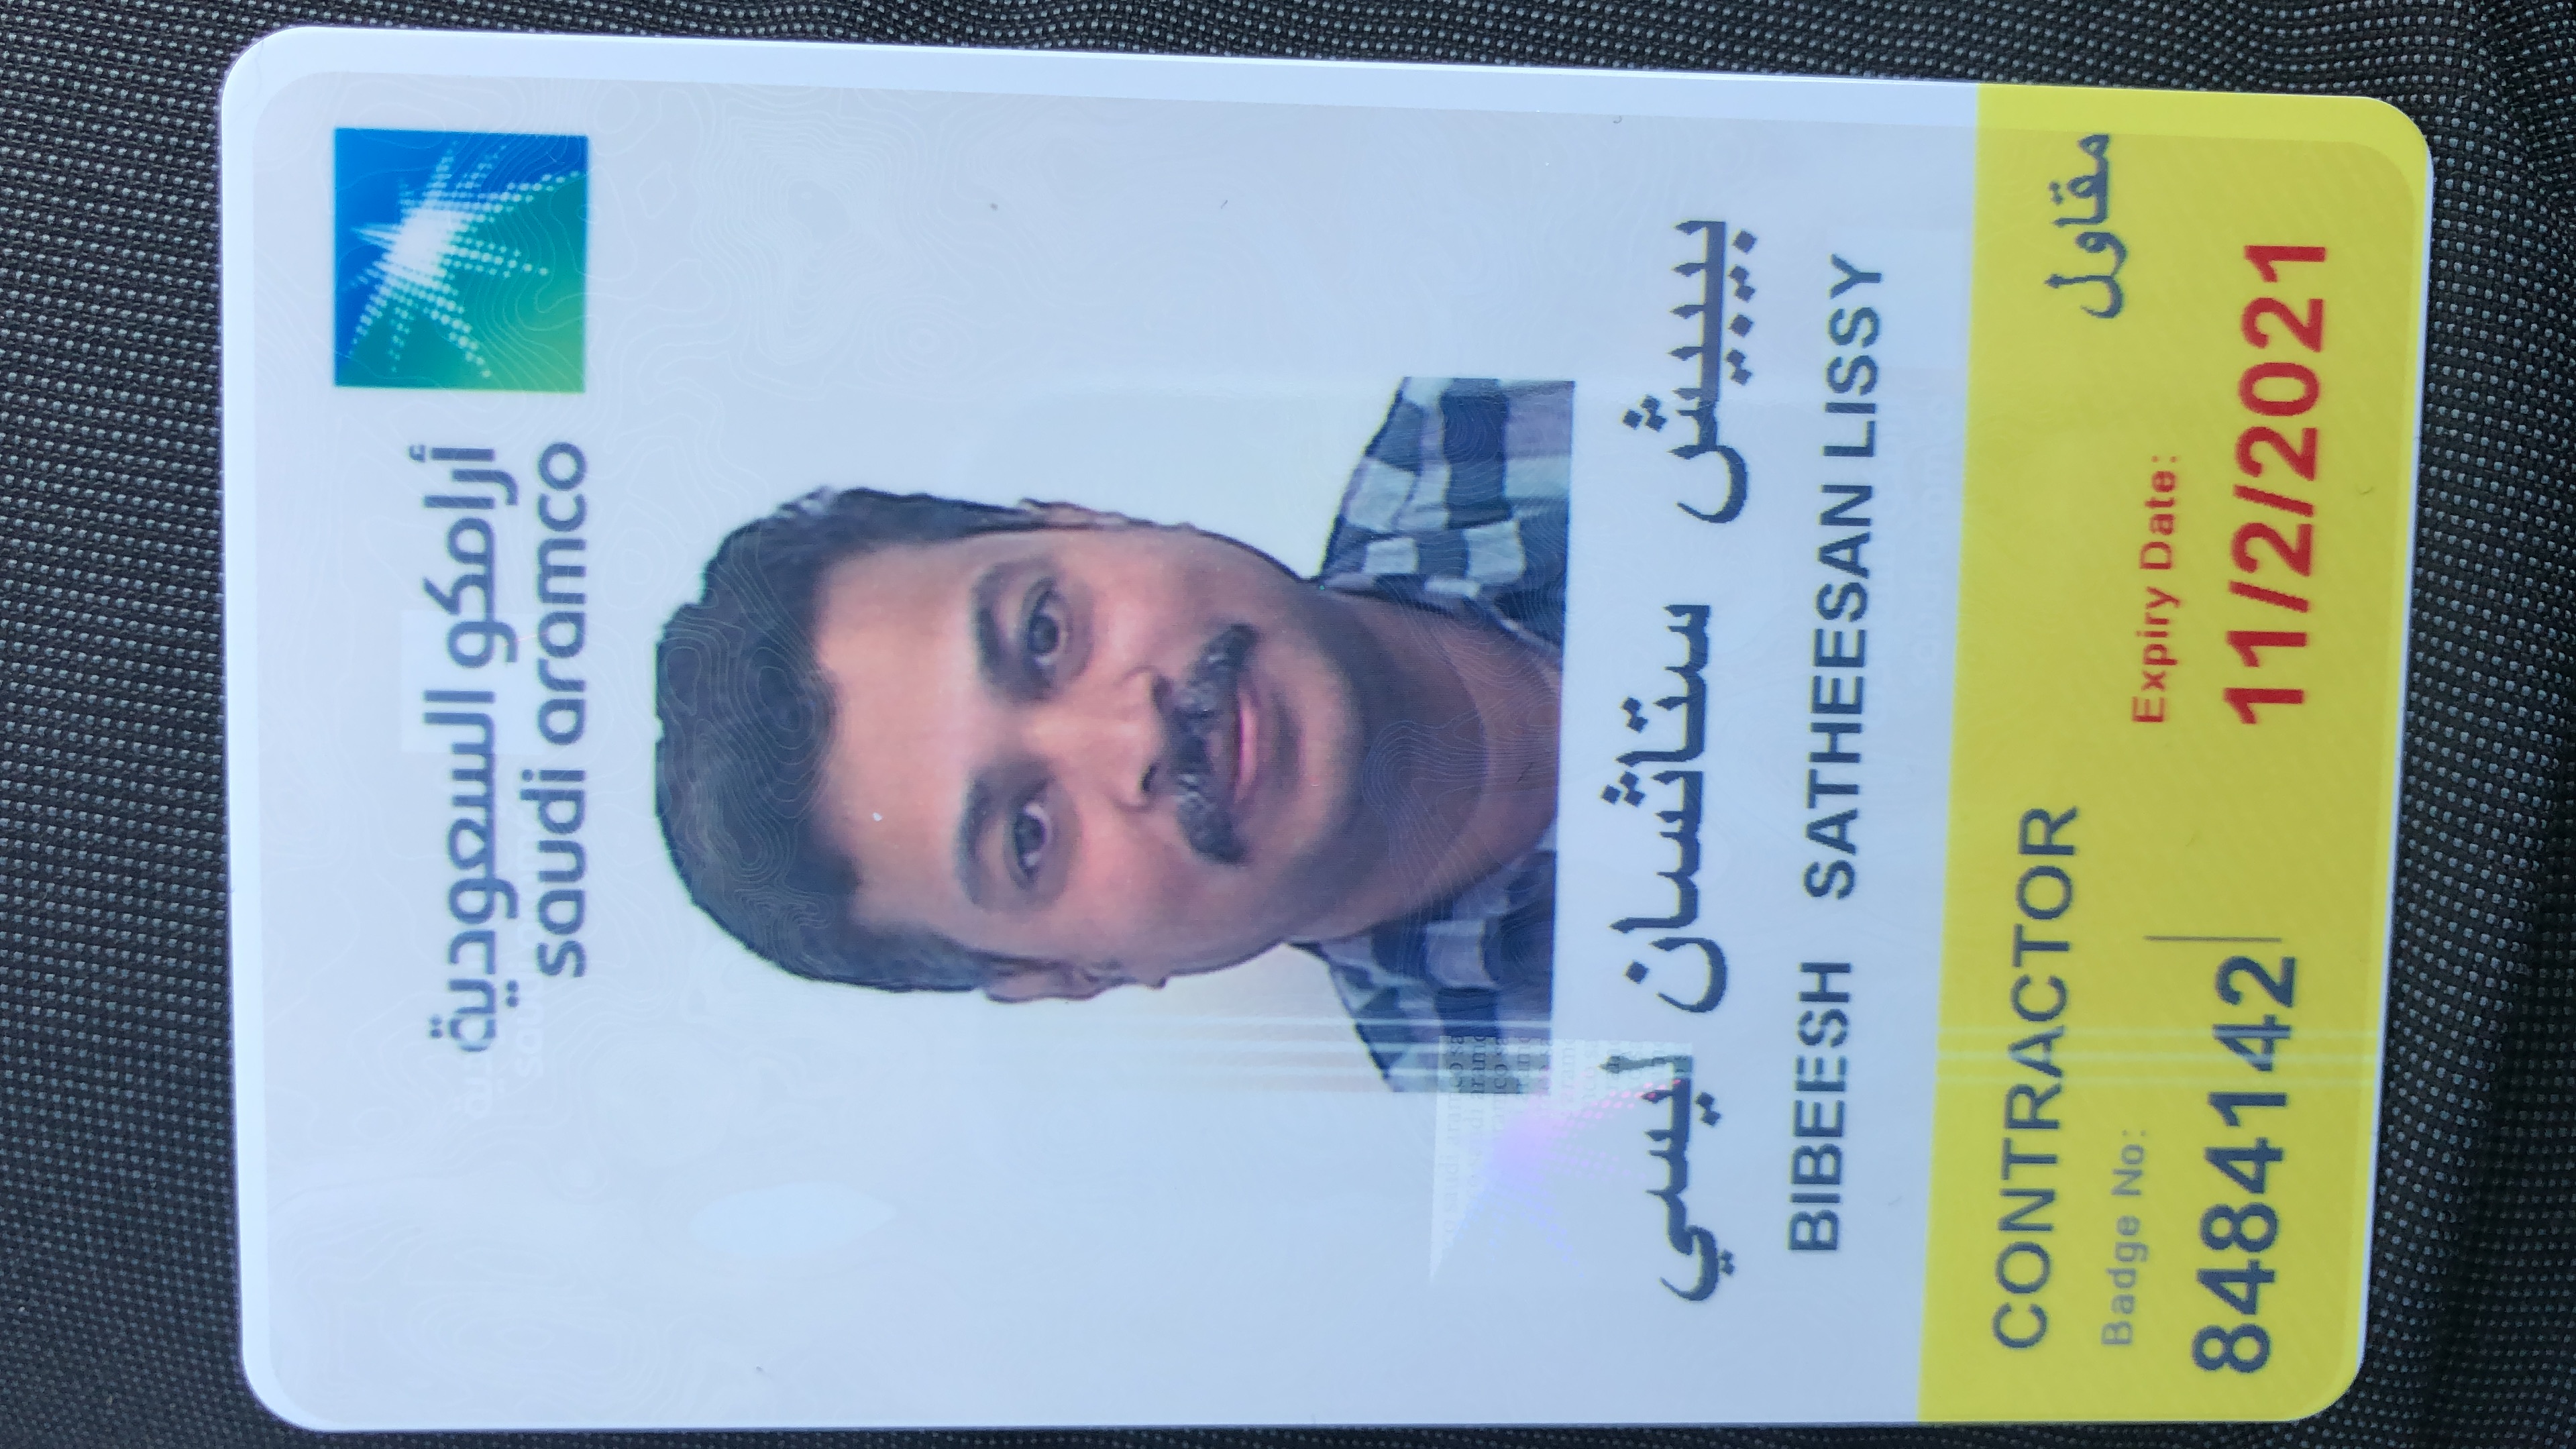 أرامكو السعودية
saudi aramco
بيبيش ستاثسان ليسي
BIBEESH SATHEESAN LISSY
CONTRACTOR
مقاول
Badge No:
Expiry Date:
8484142
11/2/2021